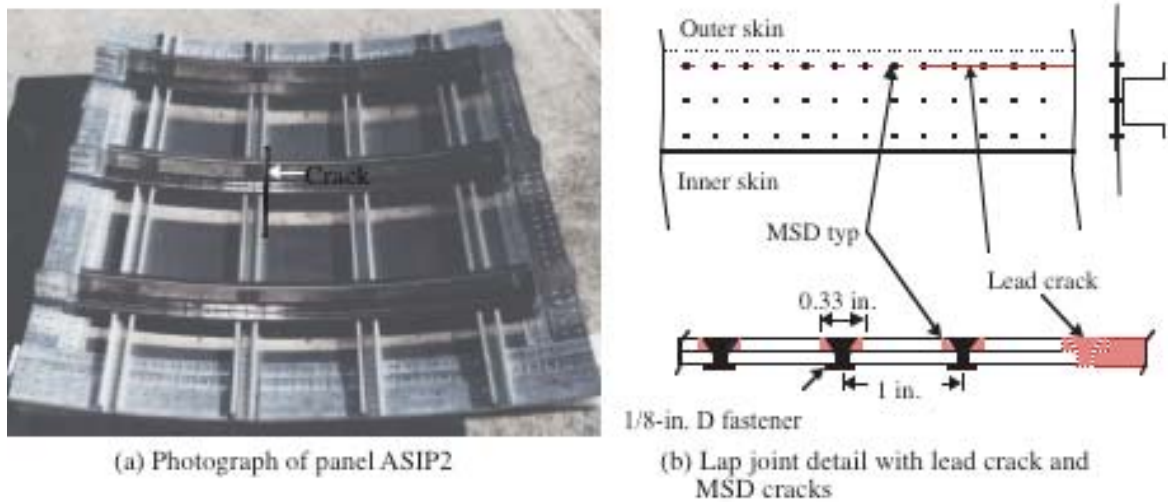 Crack
(a) Photograph of panel ASIP2
Outer skin
Inner skin
MSD typ
Lead crack
0.33 in.
1 in.
1/8-in. D fastener
(b) Lap joint detail with lead crack and
MSD cracks